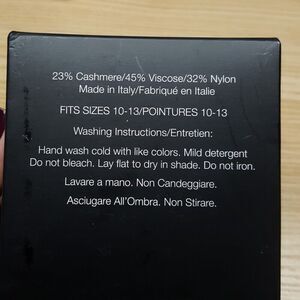 23% Cashmere/45% Viscose/32% Nylon
Made in Italy/Fabriqué en Italie
FITS SIZES 10-13/POINTURES 10-13
Washing Instructions/Entretien:
Hand wash cold with like colors. Mild detergent
Do not bleach. Lay flat to dry in shade. Do not iron.
Lavare a mano. Non Candeggiare.
Asciugare All'Ombra. Non Stirare.